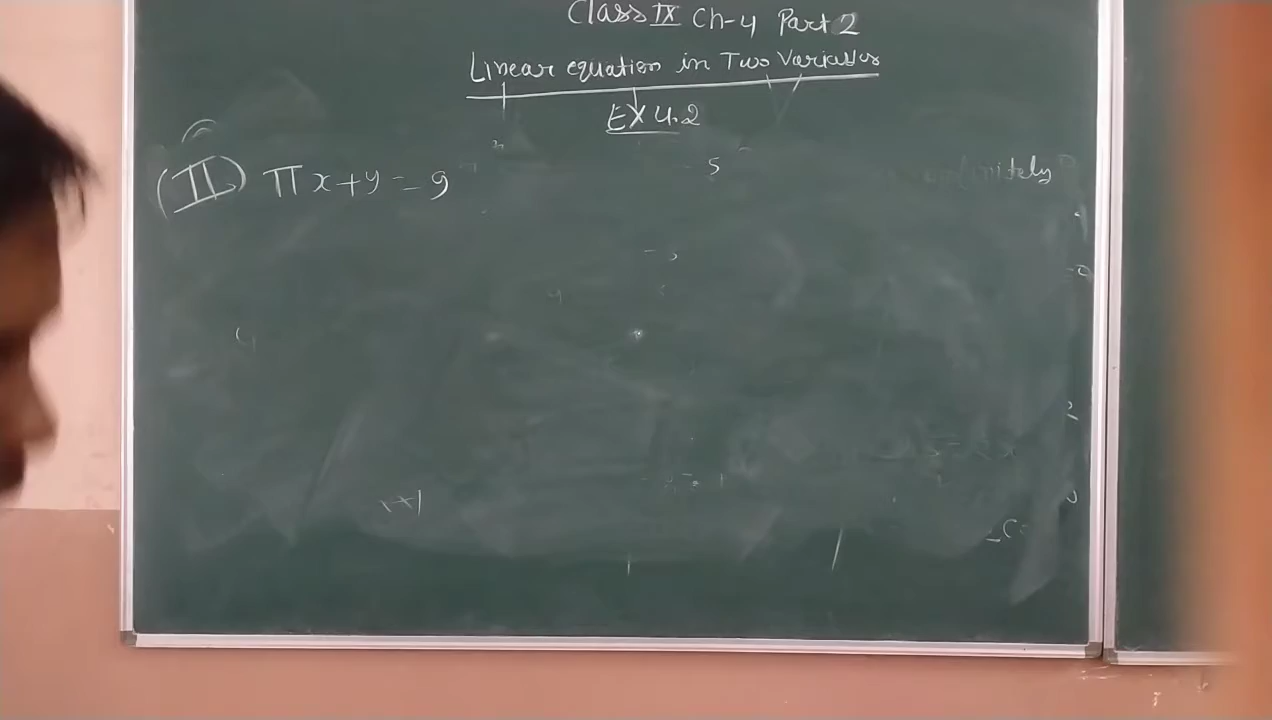 Class IX Ch-4 Part 2
Linear equation in Two Variables
EX 4.2
(II) πx+y=9